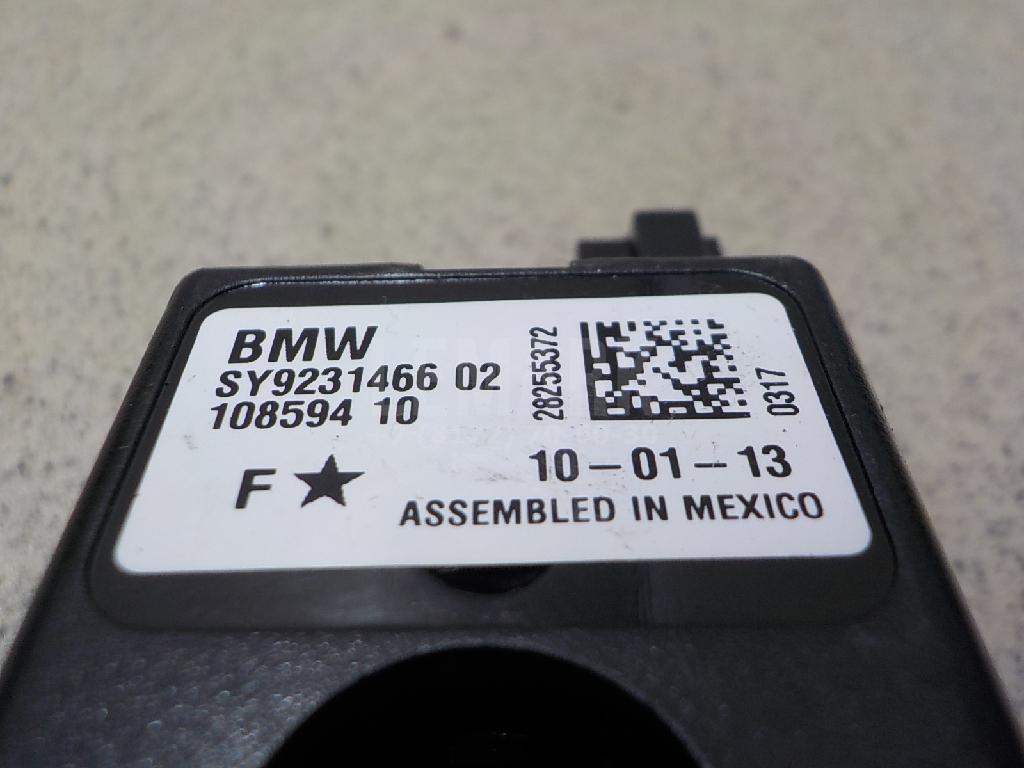 BMW
SY9231466 02
108594 10
28255372
0317
F★
10-01-13
ASSEMBLED IN MEXICO